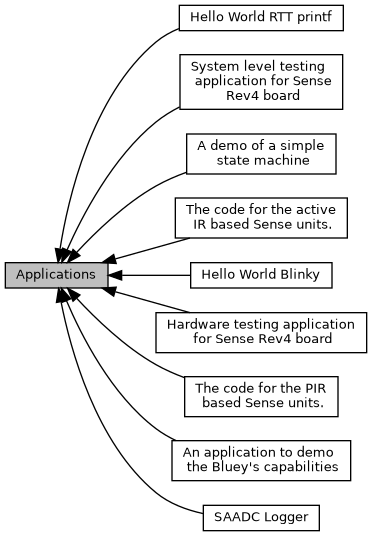 Hello World RTT printf
System level testing
application for Sense
Rev4 board
A demo of a simple
state machine
The code for the active
IR based Sense units.
Applications
Hello World Blinky
Hardware testing application
for Sense Rev4 board
The code for the PIR
based Sense units.
An application to demo
the Bluey's capabilities
SAADC Logger